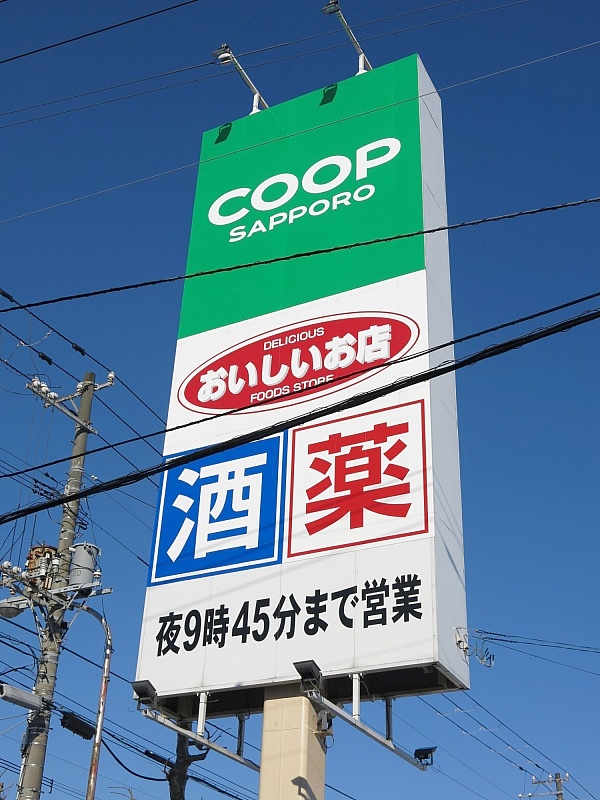 COOP
SAPPORO
DELICIOUS
おいしいお店
FOODS STORE
酒 薬
夜9時45分まで営業